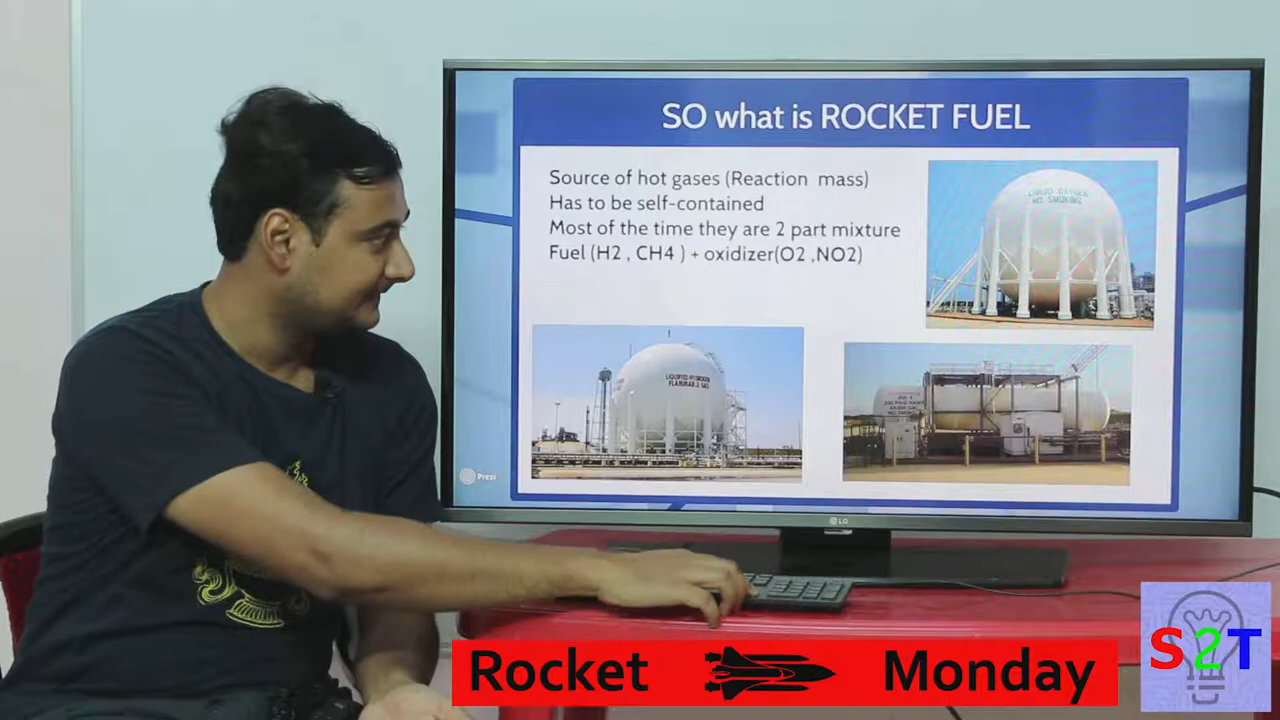 SO what is ROCKET FUEL
Source of hot gases (Reaction mass)
Has to be self-contained
Most of the time they are 2 part mixture
Fuel (H2 , CH4 ) + oxidizer(O2 ,NO2)
LIQUID OXYGEN
NO SMOKING
LIQUID HYDROGEN
FLAMMABLE GAS
Prezi
LG
Rocket Monday
S2T